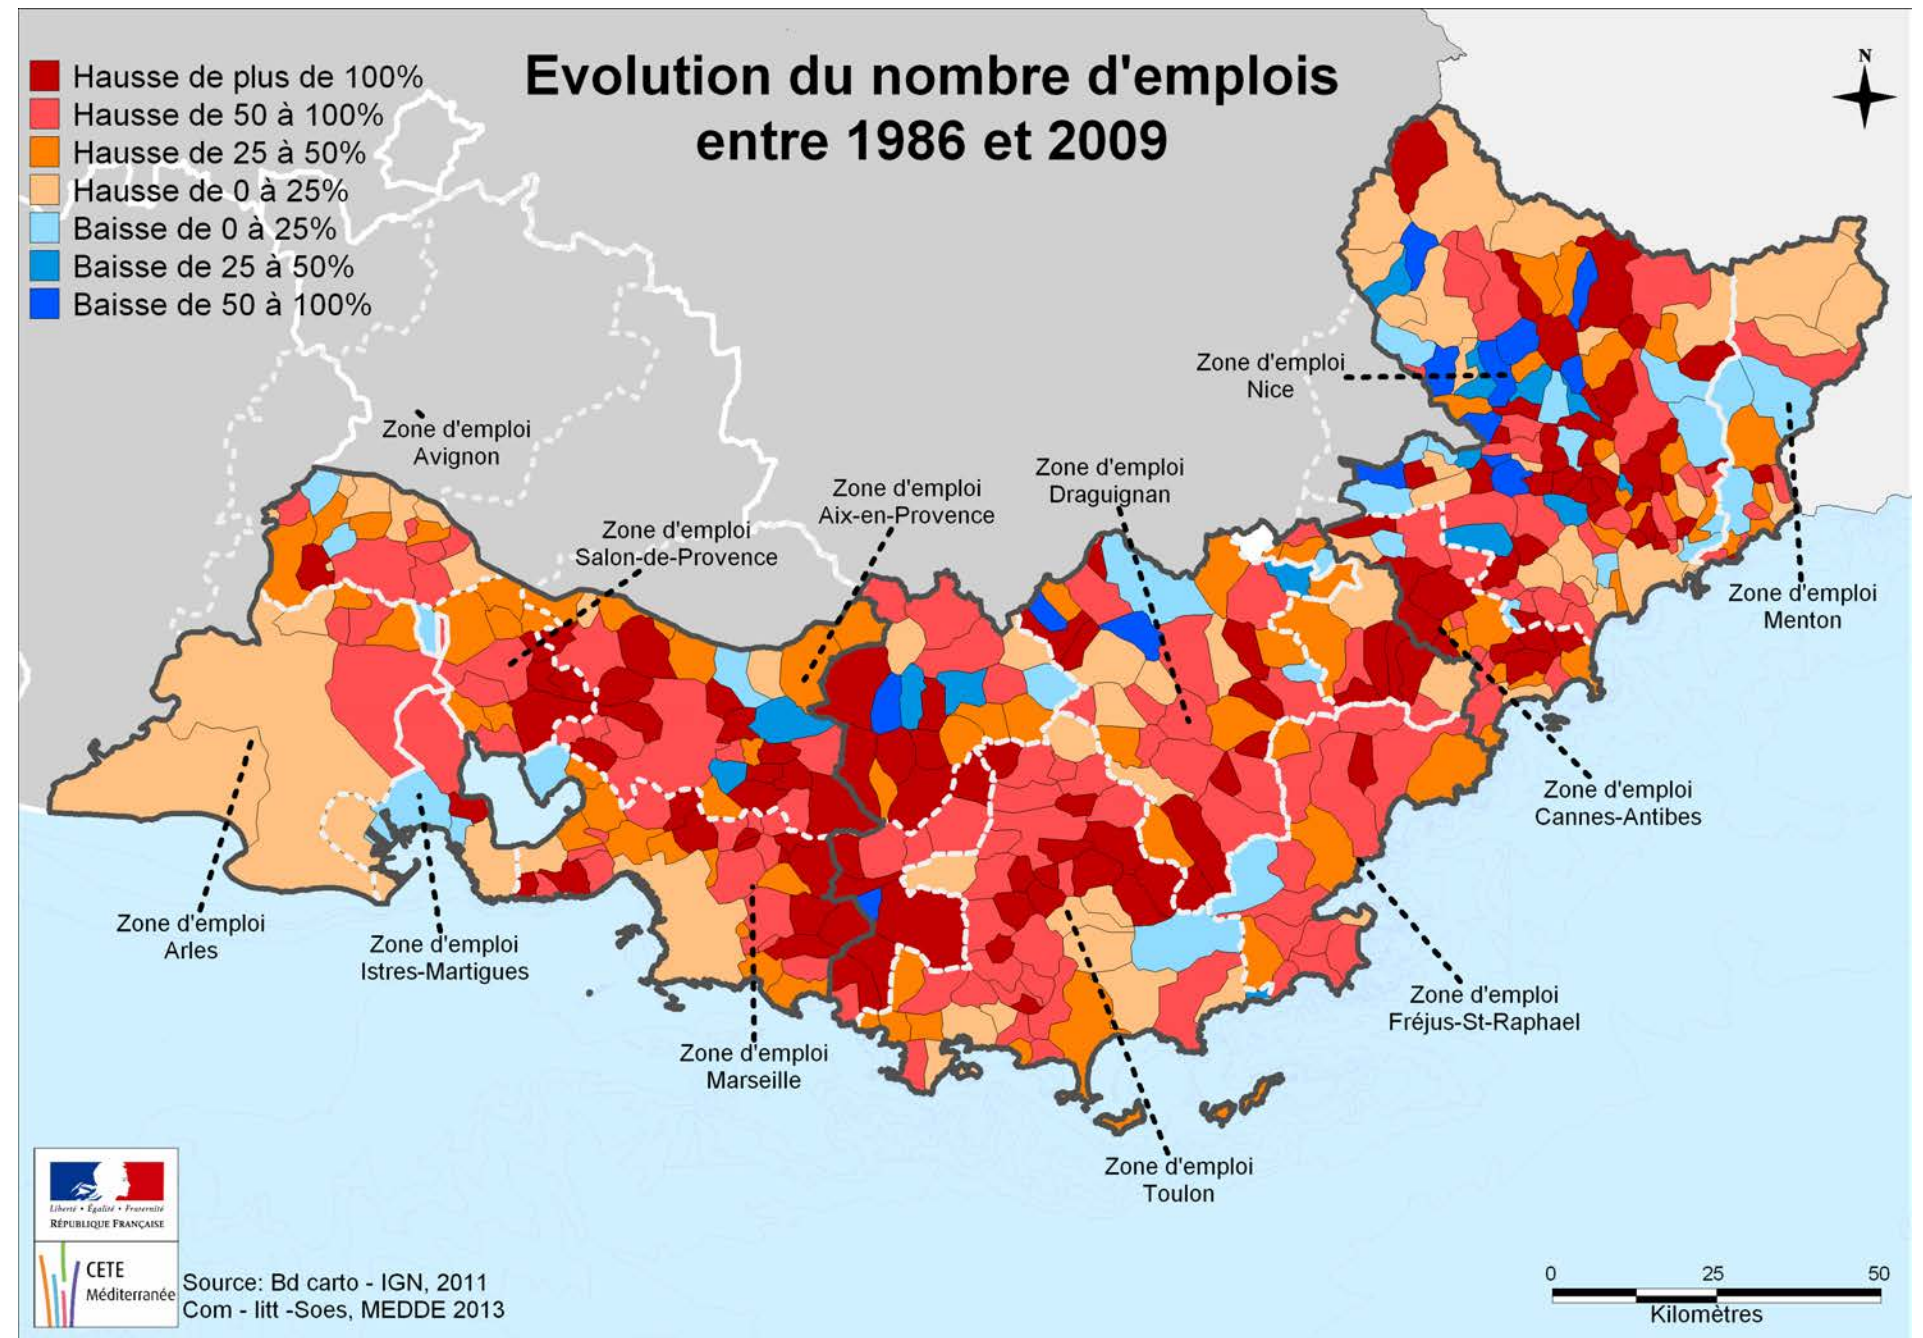 Evolution du nombre d'emplois
entre 1986 et 2009
N
Hausse de plus de 100%
Hausse de 50 à 100%
Hausse de 25 à 50%
Hausse de 0 à 25%
Baisse de 0 à 25%
Baisse de 25 à 50%
Baisse de 50 à 100%
Zone d'emploi
Nice
Zone d'emploi
Avignon
Zone d'emploi
Draguignan
Zone d'emploi
Aix-en-Provence
Zone d'emploi
Salon-de-Provence
Zone d'emploi
Menton
Zone d'emploi
Cannes-Antibes
Zone d'emploi
Arles
Zone d'emploi
Istres-Martigues
Zone d'emploi
Fréjus-St-Raphael
Zone d'emploi
Marseille
Zone d'emploi
Toulon
Liberté • Égalité • Fraternité
RÉPUBLIQUE FRANÇAISE
CETE
Méditerranée
Source: Bd carto - IGN, 2011
Com - litt -Soes, MEDDE 2013
0 25 50
Kilomètres